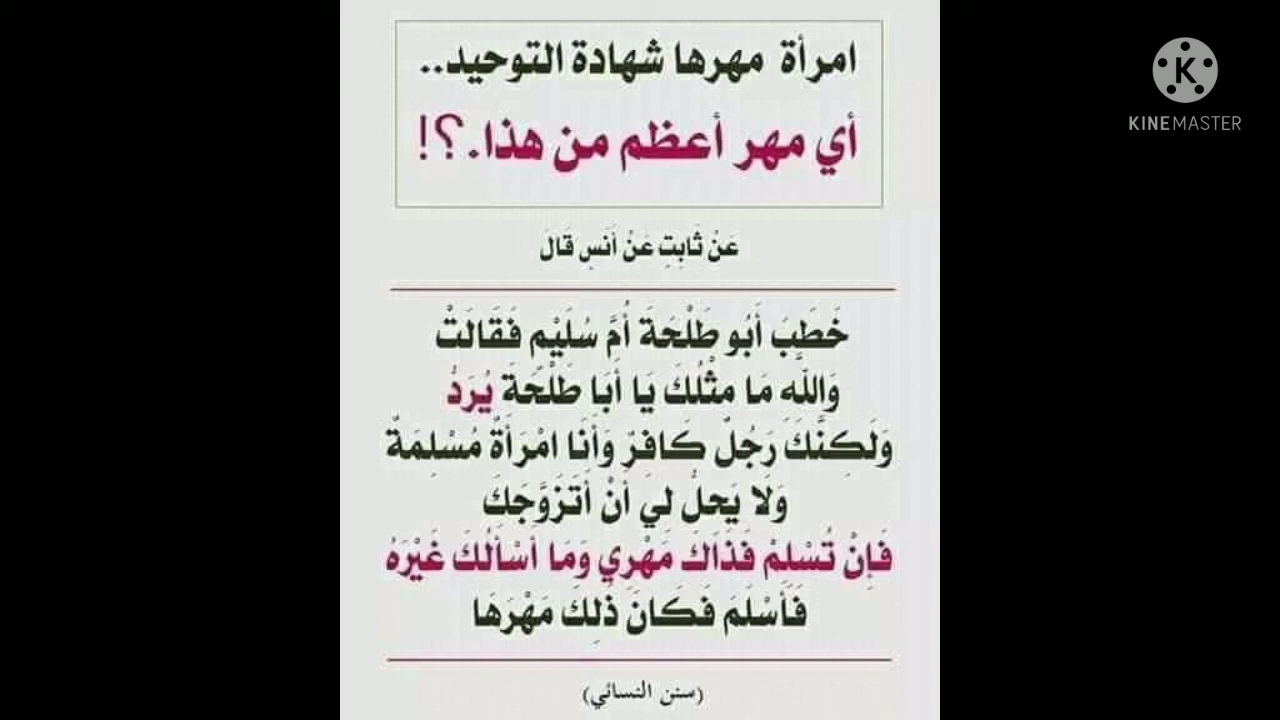 امرأة مهرها شهادة التوحيد..
أي مهر أعظم من هذا.؟!
عَنْ ثَابِتٍ عَنْ أَنَسٍ قَالَ
خَطَبَ أَبُو طَلْحَةَ أُمَّ سُلَيْمٍ فَقَالَتْ
وَاللَّهِ مَا مِثْلُكَ يَا أَبَا طَلْحَةَ يُرَدُّ
وَلَكِنَّكَ رَجُلٌ كَافِرٌ وَأَنَا امْرَأَةٌ مُسْلِمَةٌ
وَلَا يَحِلُّ لِي أَنْ أَتَزَوَّجَكَ
فَإِنْ تُسْلِمْ فَذَاكَ مَهْرِي وَمَا أَسْأَلُكَ غَيْرَهُ
فَأَسْلَمَ فَكَانَ ذَلِكَ مَهْرَهَا
(سنن النسائي)
K
KINEMASTER